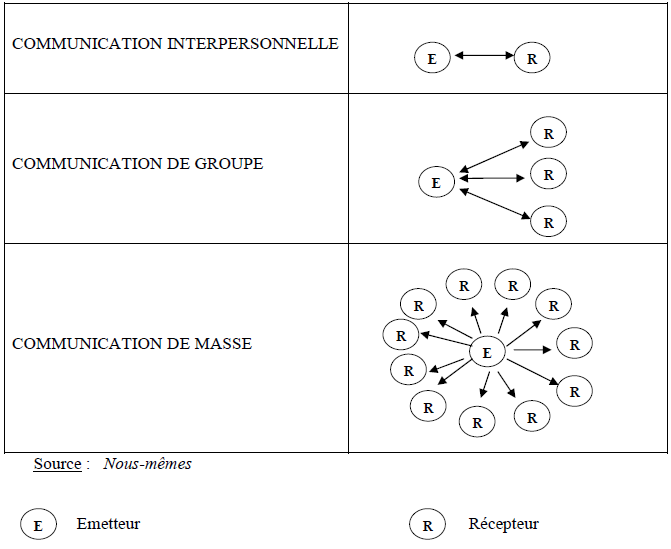 COMMUNICATION INTERPERSONNELLE
E R
COMMUNICATION DE GROUPE
R
E R
R
COMMUNICATION DE MASSE
R R
R R
R E R
R R
R R R
Source : Nous-mêmes
E Emetteur R Récepteur